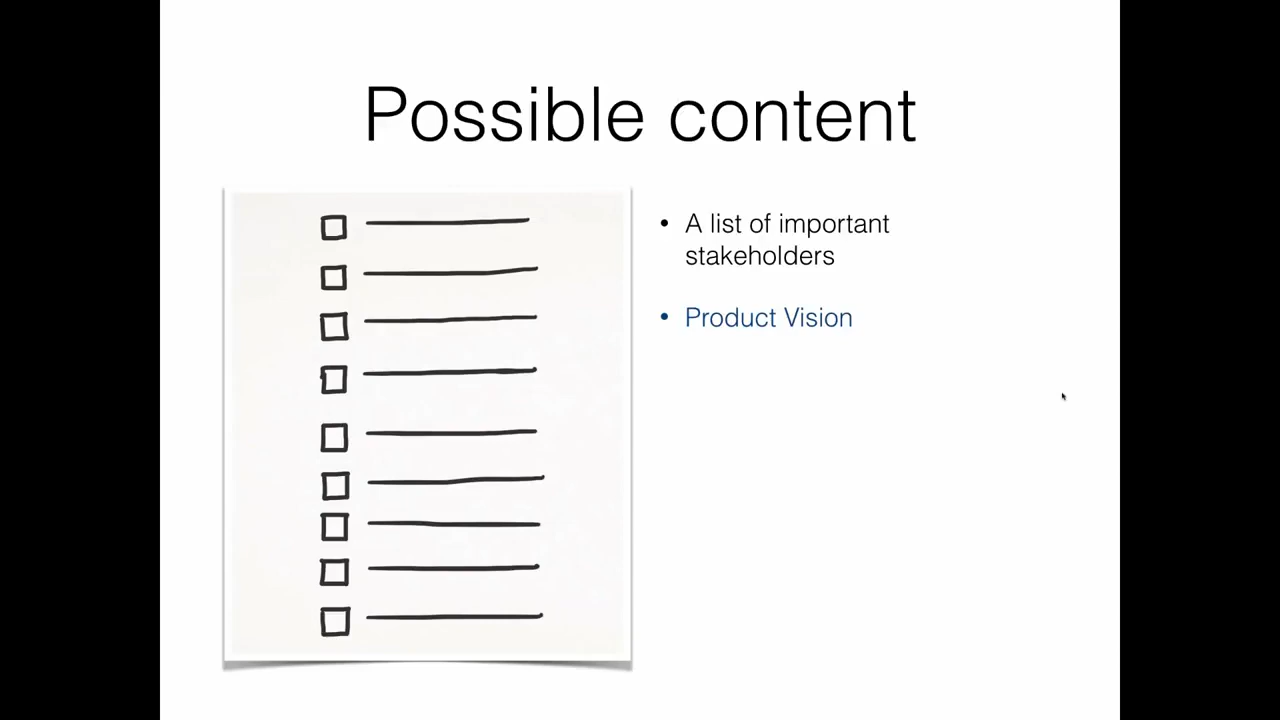 Possible content
• A list of important
stakeholders
• Product Vision